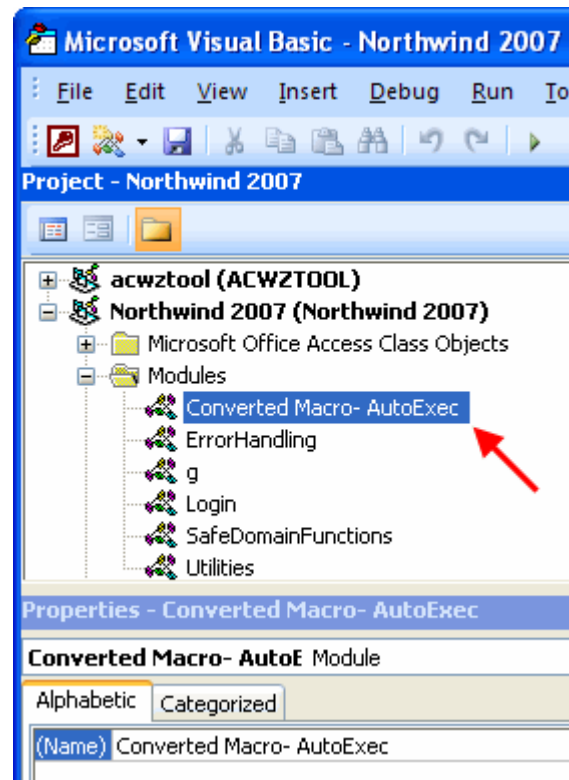 Microsoft Visual Basic - Northwind 2007
File Edit View Insert Debug Run To
Project - Northwind 2007
acwztool (ACWZTOOL)
Northwind 2007 (Northwind 2007)
Microsoft Office Access Class Objects
Modules
Converted Macro- AutoExec
ErrorHandling
g
Login
SafeDomainFunctions
Utilities
Properties - Converted Macro- AutoExec
Converted Macro- AutoE Module
Alphabetic Categorized
(Name) Converted Macro- AutoExec